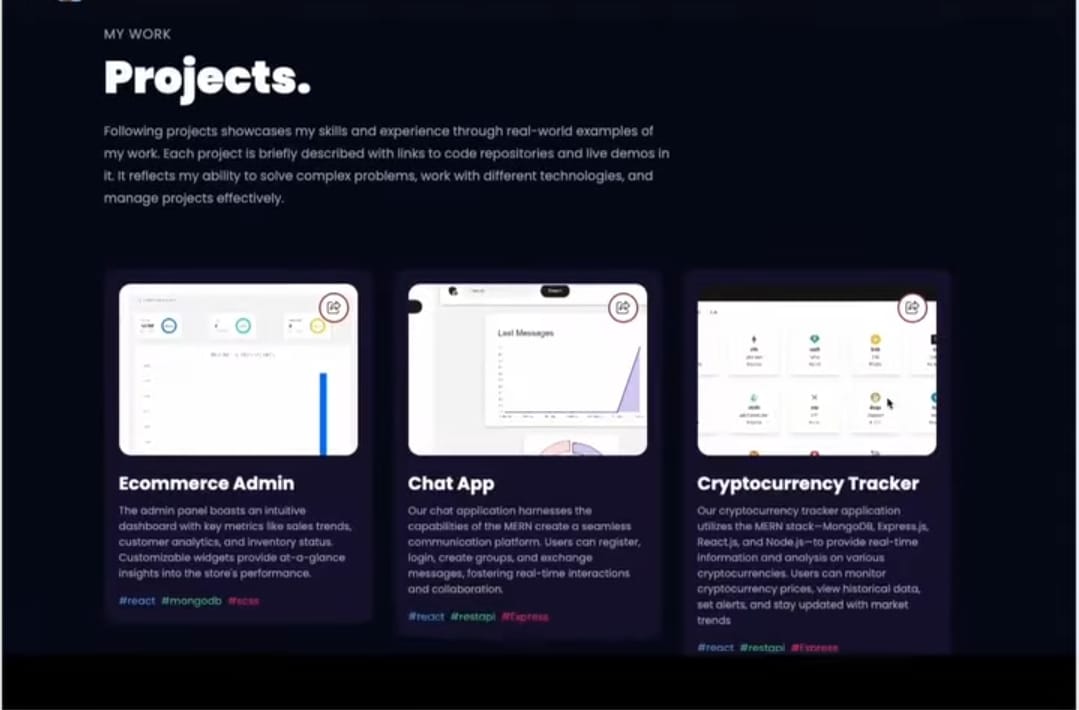 MY WORK
Projects.
Following projects showcases my skills and experience through real-world examples of
my work. Each project is briefly described with links to code repositories and live demos in
it. It reflects my ability to solve complex problems, work with different technologies, and
manage projects effectively.
Last Messages
Ecommerce Admin
The admin panel boasts an intuitive
dashboard with key metrics like sales trends,
customer analytics, and inventory status.
Customizable widgets provide at-a-glance
insights into the store's performance.
#react #mongodb #scss
Chat App
Our chat application harnesses the
capabilities of the MERN create a seamless
communication platform. Users can register,
login, create groups, and exchange
messages, fostering real-time interactions
and collaboration.
#react #restapi #Express
Cryptocurrency Tracker
Our cryptocurrency tracker application
utilizes the MERN stack—MongoDB, Express.js,
React.js, and Node.js—to provide real-time
information and analysis on various
cryptocurrencies. Users can monitor
cryptocurrency prices, view historical data,
set alerts, and stay updated with market
trends
#react #restapi #Express